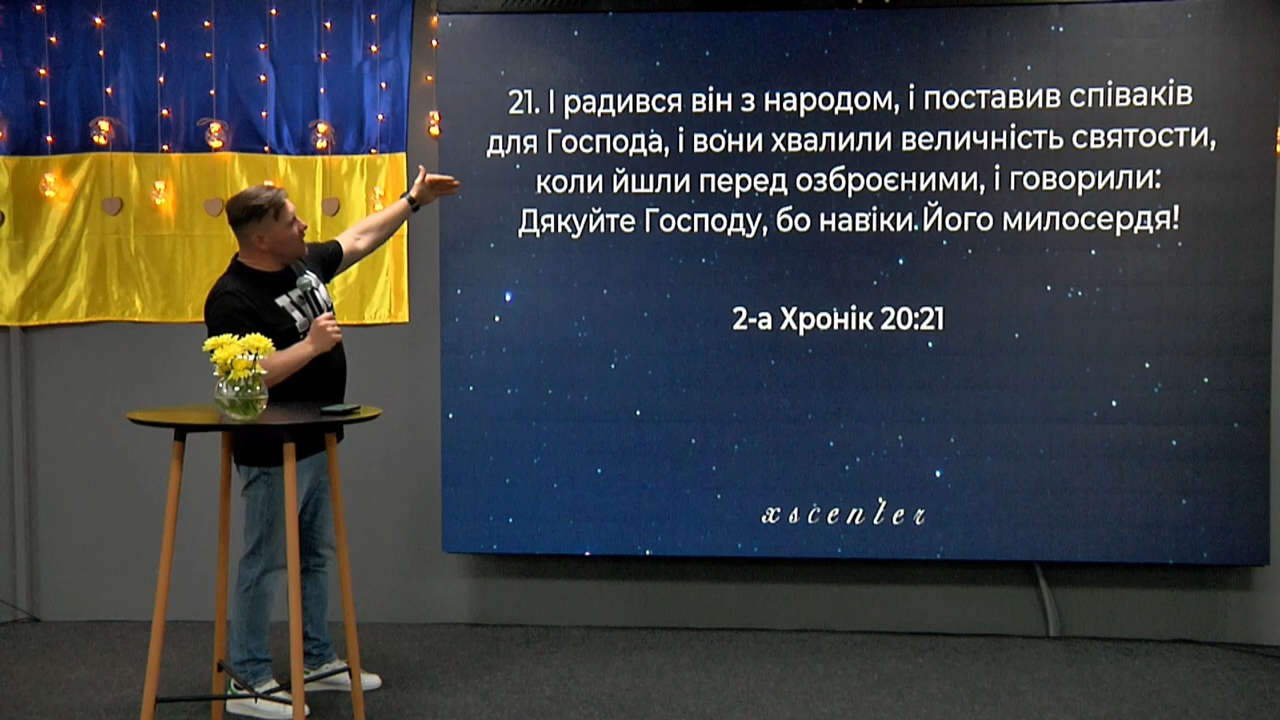 21. І радився він з народом, і поставив співаків
для Господа, і вони хвалили величність святости,
коли йшли перед озброєними, і говорили:
Дякуйте Господу, бо навіки Його милосердя!
2-а Хронік 20:21
xscenter